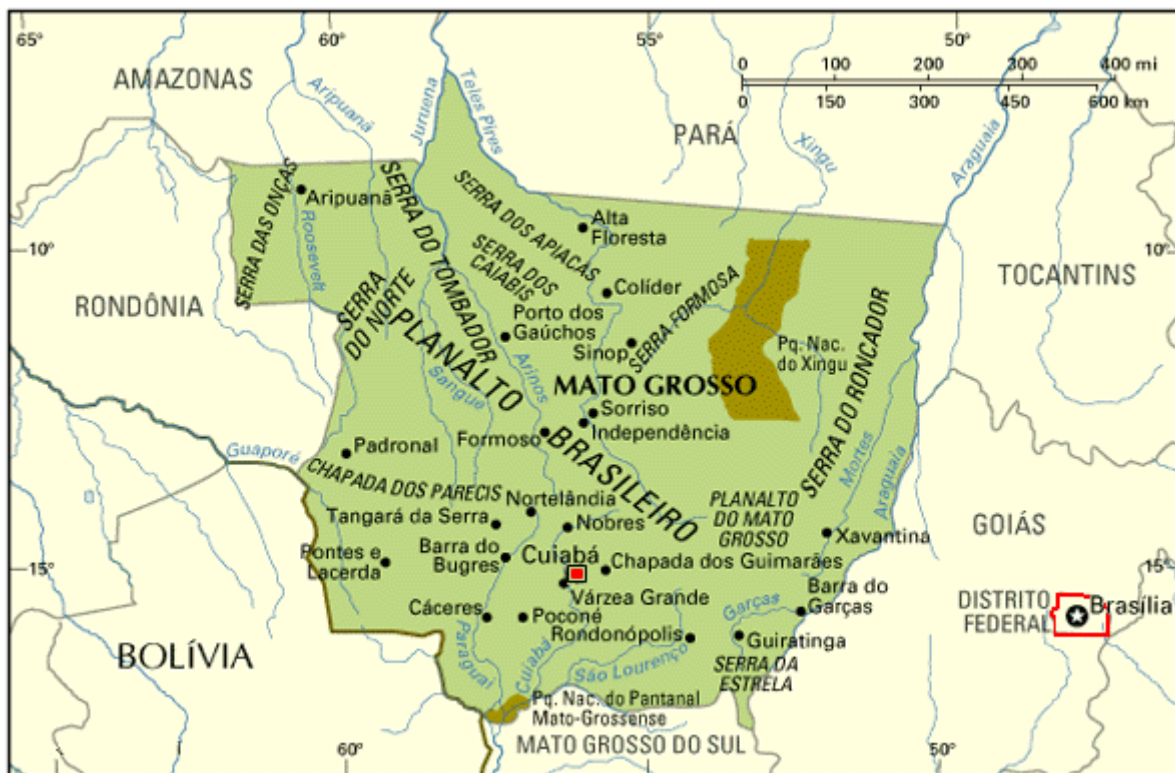 65° 60° 55° 50°
0 100 200 300 400 mi
0 150 300 450 600 km
AMAZONAS
Aripuanã
Juruena
Teles Pires
PARÁ
Xingu
Araguaia
SERRA DAS ONÇAS
Aripuanã
Roosevelt
SERRA DO TOMBADOR
SERRA DOS APIACAS
Alta
Floresta
10° 10°
SERRA DOS
CAIABIS
TOCANTINS
RONDÔNIA
SERRA
DO NORTE
Colíder
SERRA FORMOSA
Porto dos
Gaúchos
Sinop
Pq. Nac.
do Xingu
SERRA DO RONCADOR
PLANALTO
BRASILEIRO
Sangue
Arinos
MATO GROSSO
Sorriso
Independência
Formoso
Padronal
Guaporé
CHAPADA DOS PARECIS
Mortes
Araguaia
Nortelândia
Tangará da Serra
Nobres
PLANALTO
DO MATO
GROSSO
GOIÁS
Xavantina
Pontes e
Lacerda
Barra do
Bugres
Cuiabá
Chapada dos Guimarães
15° 15°
Várzea Grande
Barra do
Garças
DISTRITO
FEDERAL
Brasília
Cáceres
Poconé
Garças
Rondonópolis
Guiratinga
BOLÍVIA
Paraguai
Cuiabá
São Lourenço
SERRA DA
ESTRELA
Pq. Nac. do Pantanal
Mato-Grossense
MATO GROSSO DO SUL
60° 50°